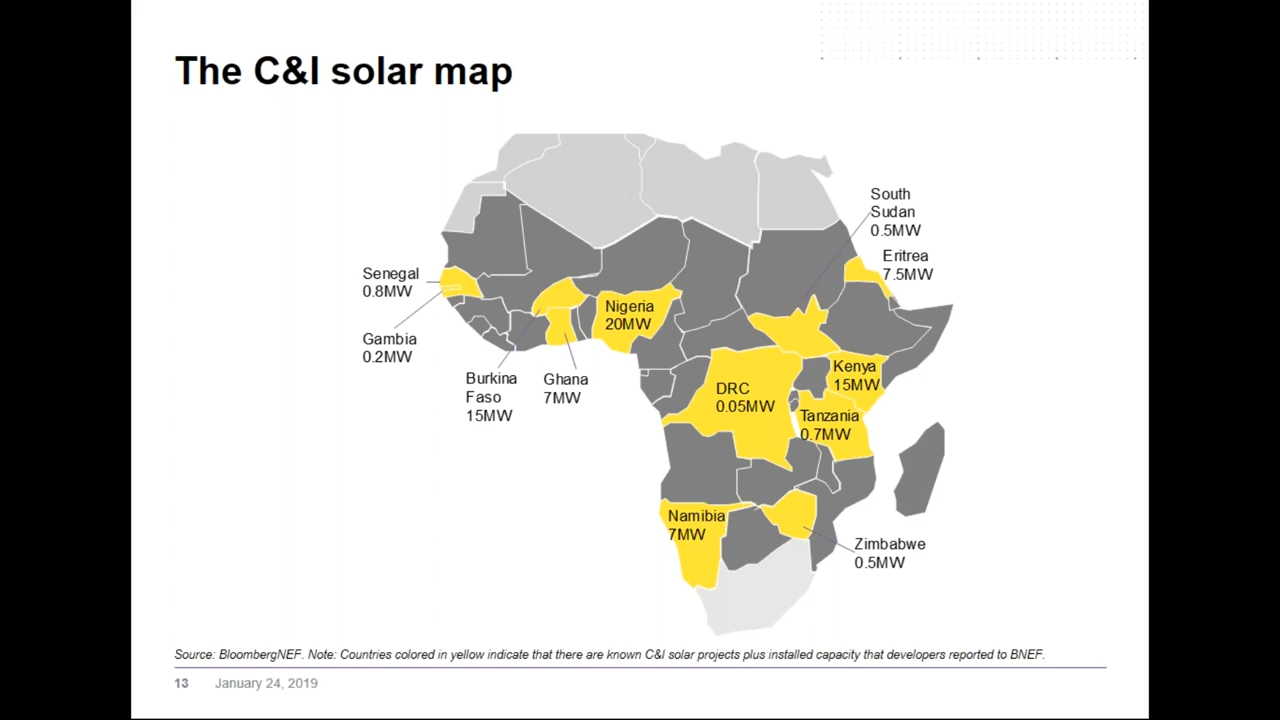 The C&I solar map
South
Sudan
0.5MW
Eritrea
7.5MW
Senegal
0.8MW
Gambia
0.2MW
Nigeria
20MW
Burkina
Faso
15MW
Ghana
7MW
DRC
0.05MW
Kenya
15MW
Tanzania
0.7MW
Namibia
7MW
Zimbabwe
0.5MW
Source: BloombergNEF. Note: Countries colored in yellow indicate that there are known C&I solar projects plus installed capacity that developers reported to BNEF.
13 January 24, 2019